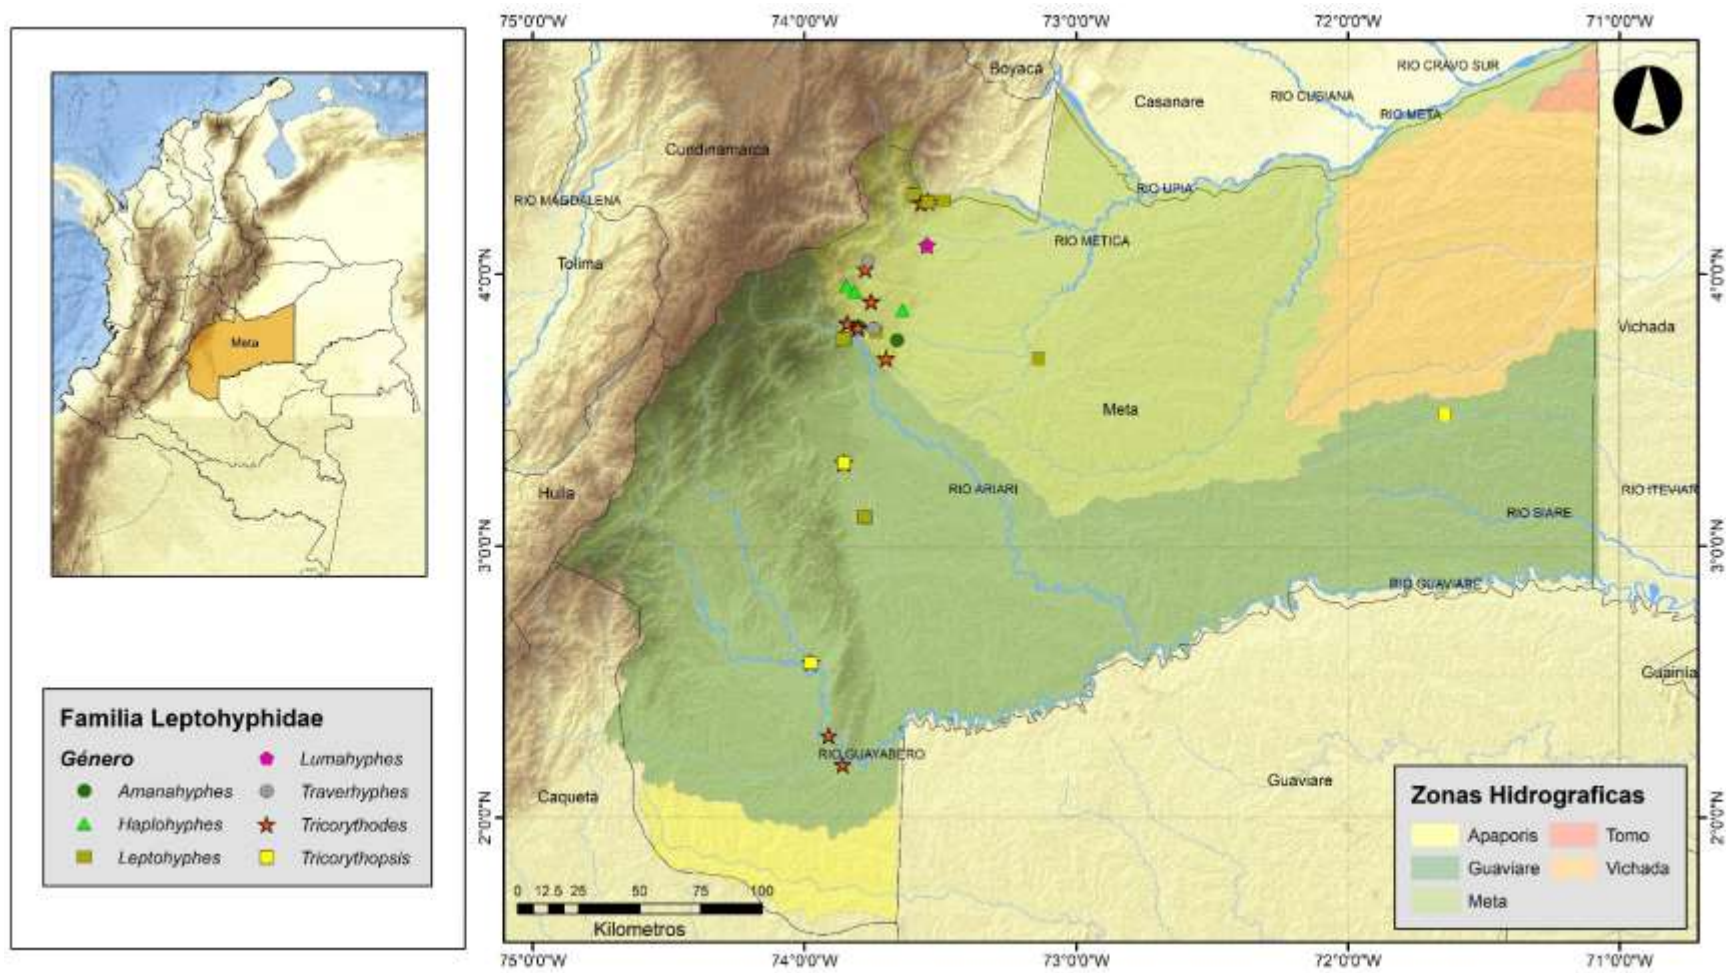 75°0'0"W 74°0'0"W 73°0'0"W 72°0'0"W 71°0'0"W
Boyacá
RIO CRAVO SUR
Casanare
RIO CUSIANA
RIO META
Cundinamarca
RIO UPIA
RIO MAGDALENA
RIO METICA
Tolima
4°0'0"N 4°0'0"N
Vichada
Meta
Meta
Huila
RIO ARIARI
RIO ITEVIAR
RIO SIARE
3°0'0"N 3°0'0"N
RIO GUAVIARE
Guainía
RIO GUAYABERO
Guaviare
Caquetá
2°0'0"N 2°0'0"N
Familia Leptohyphidae
Género
Lumahyphes
Amanahyphes Traverhyphes
Haplohyphes Tricorythodes
Leptohyphes Tricorythopsis
Zonas Hidrograficas
Apaporis Tomo
Guaviare Vichada
Meta
0 12.5 25 50 75 100
Kilometros
75°0'0"W 74°0'0"W 73°0'0"W 72°0'0"W 71°0'0"W